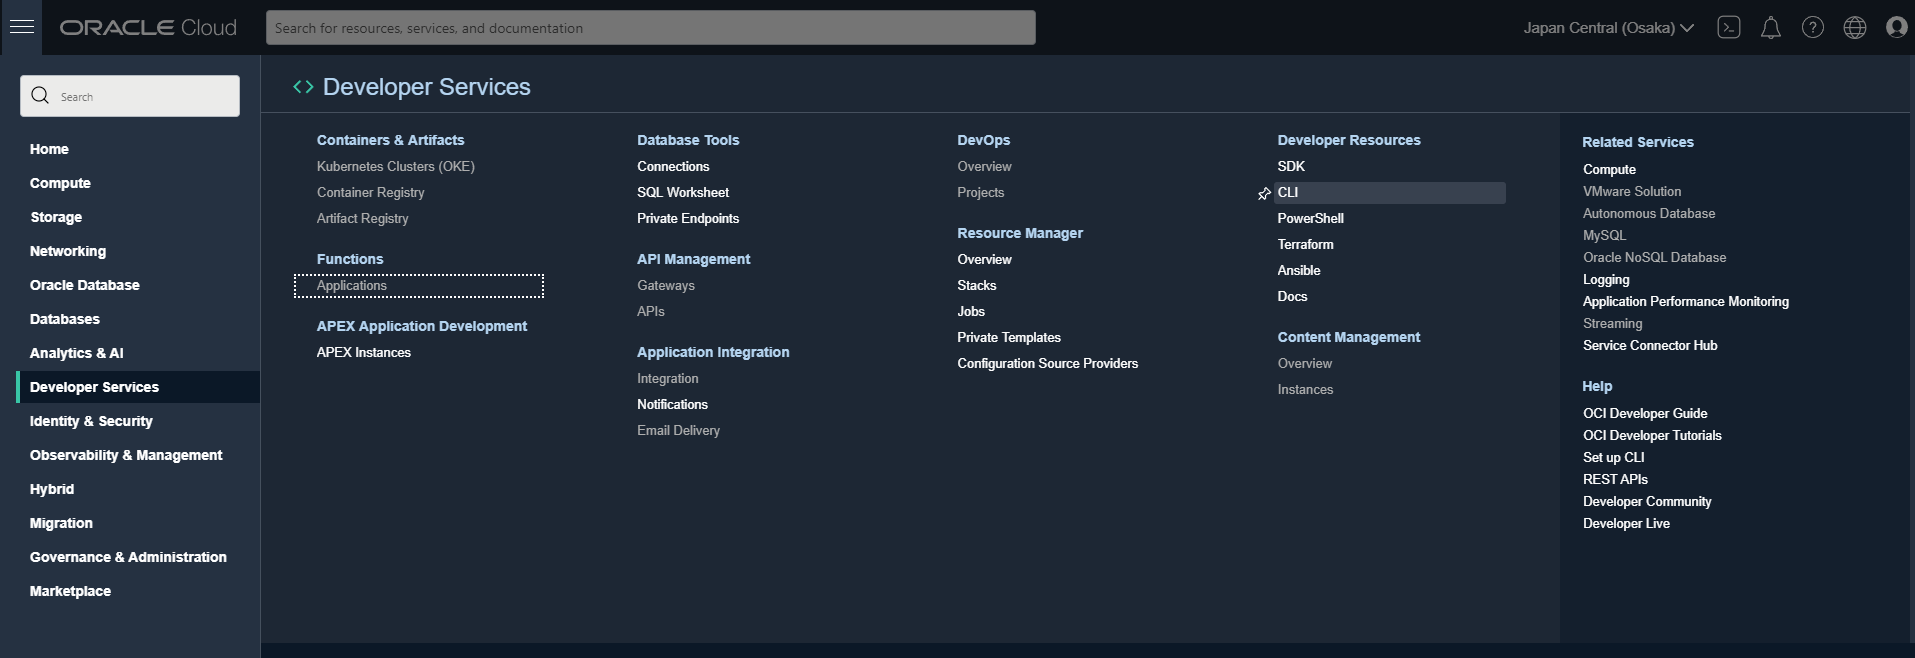 ORACLE Cloud
Search for resources, services, and documentation
Japan Central (Osaka)
Search
Home
Compute
Storage
Networking
Oracle Database
Databases
Analytics & AI
Developer Services
Identity & Security
Observability & Management
Hybrid
Migration
Governance & Administration
Marketplace
Developer Services
Containers & Artifacts
Kubernetes Clusters (OKE)
Container Registry
Artifact Registry
Functions
Applications
APEX Application Development
APEX Instances
Database Tools
Connections
SQL Worksheet
Private Endpoints
API Management
Gateways
APIs
Application Integration
Integration
Notifications
Email Delivery
DevOps
Overview
Projects
Resource Manager
Overview
Stacks
Jobs
Private Templates
Configuration Source Providers
Developer Resources
SDK
CLI
PowerShell
Terraform
Ansible
Docs
Content Management
Overview
Instances
Related Services
Compute
VMware Solution
Autonomous Database
MySQL
Oracle NoSQL Database
Logging
Application Performance Monitoring
Streaming
Service Connector Hub
Help
OCI Developer Guide
OCI Developer Tutorials
Set up CLI
REST APIs
Developer Community
Developer Live